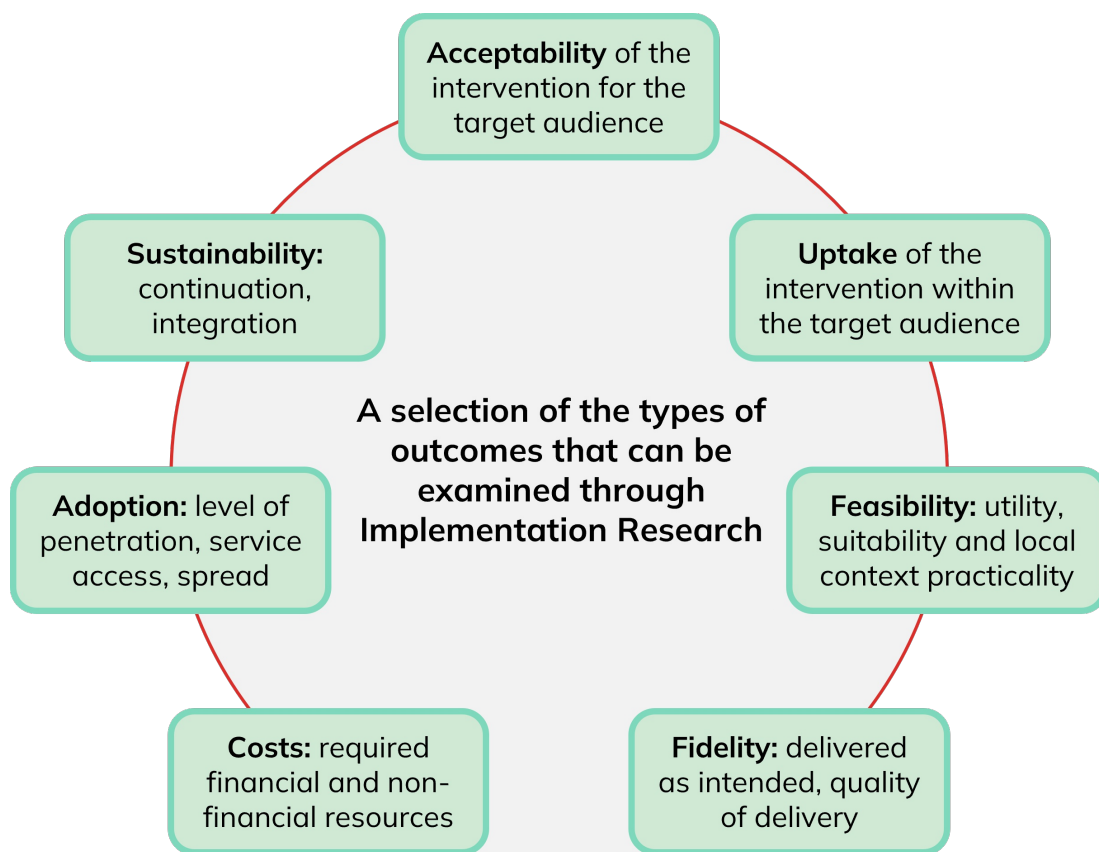 Acceptability of the
intervention for the
target audience
Sustainability:
continuation,
integration
Uptake of the
intervention within
the target audience
A selection of the types of
outcomes that can be
examined through
Implementation Research
Adoption: level of
penetration, service
access, spread
Feasibility: utility,
suitability and local
context practicality
Costs: required
financial and non-
financial resources
Fidelity: delivered
as intended, quality
of delivery